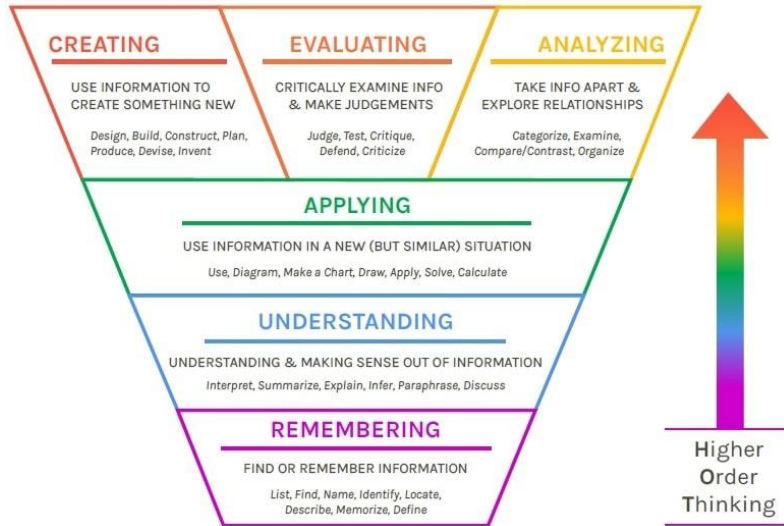 CREATING
USE INFORMATION TO
CREATE SOMETHING NEW
Design, Build, Construct, Plan,
Produce, Devise, Invent
EVALUATING
CRITICALLY EXAMINE INFO
& MAKE JUDGEMENTS
Judge, Test, Critique,
Defend, Criticize
ANALYZING
TAKE INFO APART &
EXPLORE RELATIONSHIPS
Categorize, Examine,
Compare/Contrast, Organize
APPLYING
USE INFORMATION IN A NEW (BUT SIMILAR) SITUATION
Use, Diagram, Make a Chart, Draw, Apply, Solve, Calculate
UNDERSTANDING
UNDERSTANDING & MAKING SENSE OUT OF INFORMATION
Interpret, Summarize, Explain, Infer, Paraphrase, Discuss
REMEMBERING
FIND OR REMEMBER INFORMATION
List, Find, Name, Identify, Locate,
Describe, Memorize, Define
Higher
Order
Thinking